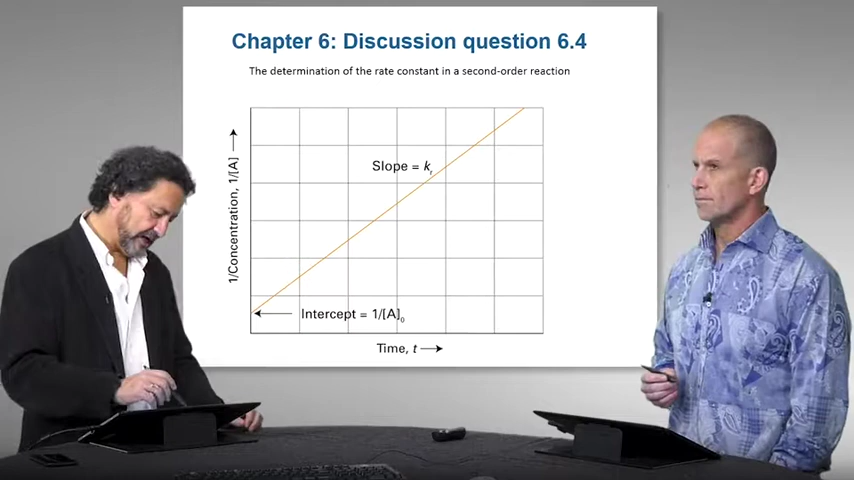 Chapter 6: Discussion question 6.4
The determination of the rate constant in a second-order reaction
1/Concentration, 1/[A] ⟶
Slope = kᵣ
Intercept = 1/[A]₀
Time, t ⟶